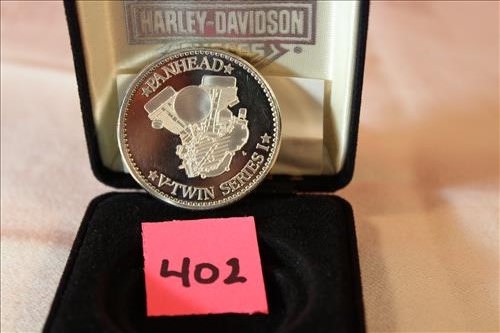 HARLEY-DAVIDSON
★PANHEAD★
★V-TWIN SERIES I★
402